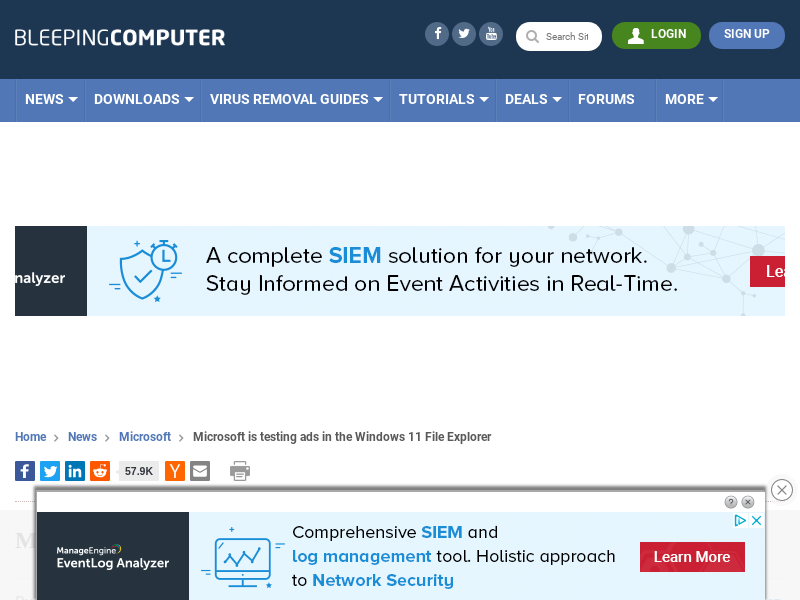 BLEEPINGCOMPUTER
f
You Tube
Search Sit
LOGIN
SIGN UP
NEWS
DOWNLOADS
VIRUS REMOVAL GUIDES
TUTORIALS
DEALS
FORUMS
MORE
nalyzer
A complete SIEM solution for your network.
Stay Informed on Event Activities in Real-Time.
Lea
Home > News > Microsoft > Microsoft is testing ads in the Windows 11 File Explorer
f
in
57.9K
Y
M
ManageEngine
EventLog Analyzer
Comprehensive SIEM and
log management tool. Holistic approach
to Network Security
Learn More
?